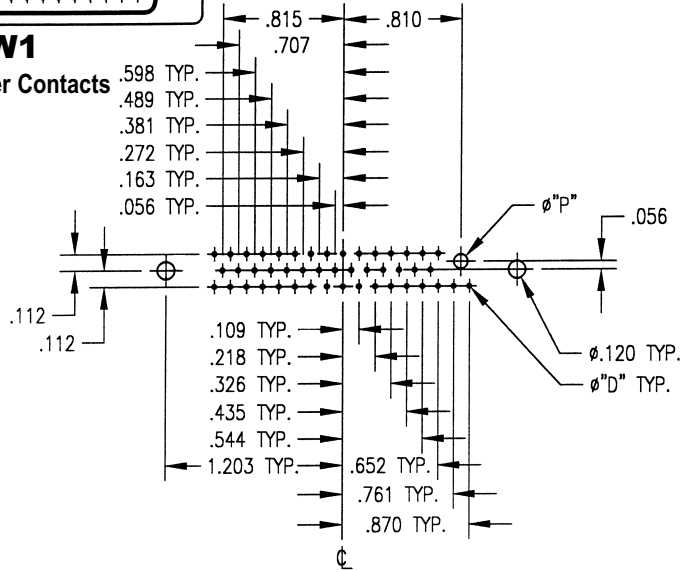 .815
.810
W1
.707
er Contacts
.598 TYP.
.489 TYP.
.381 TYP.
.272 TYP.
.163 TYP.
.056 TYP.
ø"P"
.056
.112
.112
.109 TYP.
.218 TYP.
.326 TYP.
.435 TYP.
.544 TYP.
1.203 TYP.
.652 TYP.
.761 TYP.
.870 TYP.
ø.120 TYP.
ø"D" TYP.
℄